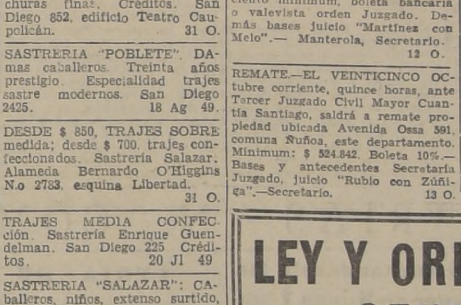 churas finas, Créditos. San
Diego 852, edificio Teatro Cau-
policán. 31 O.
SASTRERIA "POBLETE". DA-
mas caballeros. Treinta años
prestigio. Especialidad trajes
sastre modernos. San Diego
2425. 18 Ag 49.
DESDE $ 850, TRAJES SOBRE
medida; desde $ 700, trajes con-
feccionados. Sastrería Salazar.
Alameda Bernardo O'Higgins
N.o 2783, esquina Libertad.
31 O.
TRAJES MEDIA CONFEC-
ción. Sastrería Enrique Guen-
delman. San Diego 225 Crédi-
tos. 20 Jl 49
SASTRERIA "SALAZAR": CA-
balleros, niños, extenso surtido,
ciento mínimum, boleta bancaria
o valevista orden Juzgado. De-
más bases juicio "Martínez con
Melo".— Manterola, Secretario.
12 O.
REMATE.—EL VEINTICINCO OC-
tubre corriente, quince horas, ante
Tercer Juzgado Civil Mayor Cuan-
tía Santiago, saldrá a remate pro-
piedad ubicada Avenida Ossa 591,
comuna Ñuñoa, este departamento.
Mínimum: $ 524.842. Boleta 10%.—
Bases y antecedentes Secretaría
Juzgado, juicio "Rubio con Zúñi-
ga".—Secretario. 13 O.
LEY Y ORI